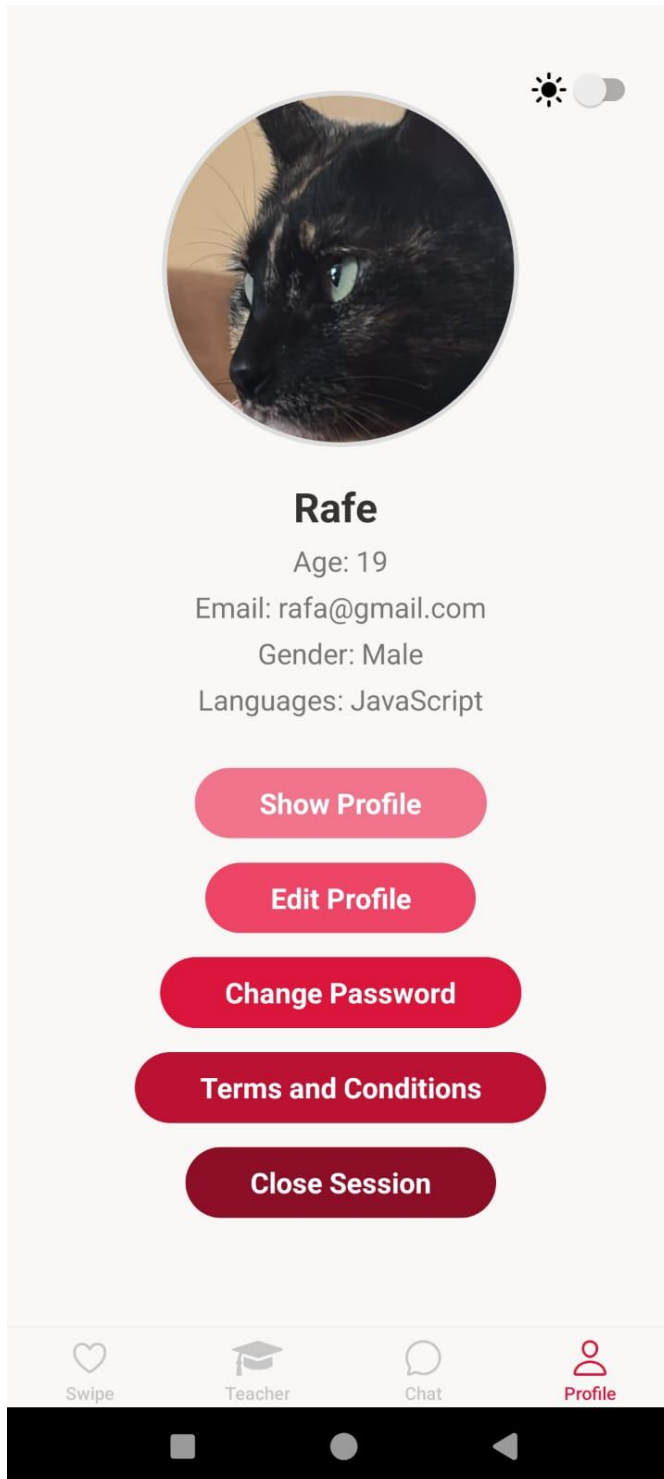 Rafe
Age: 19
Email: rafa@gmail.com
Gender: Male
Languages: JavaScript
Show Profile
Edit Profile
Change Password
Terms and Conditions
Close Session
Swipe
Teacher
Chat
Profile